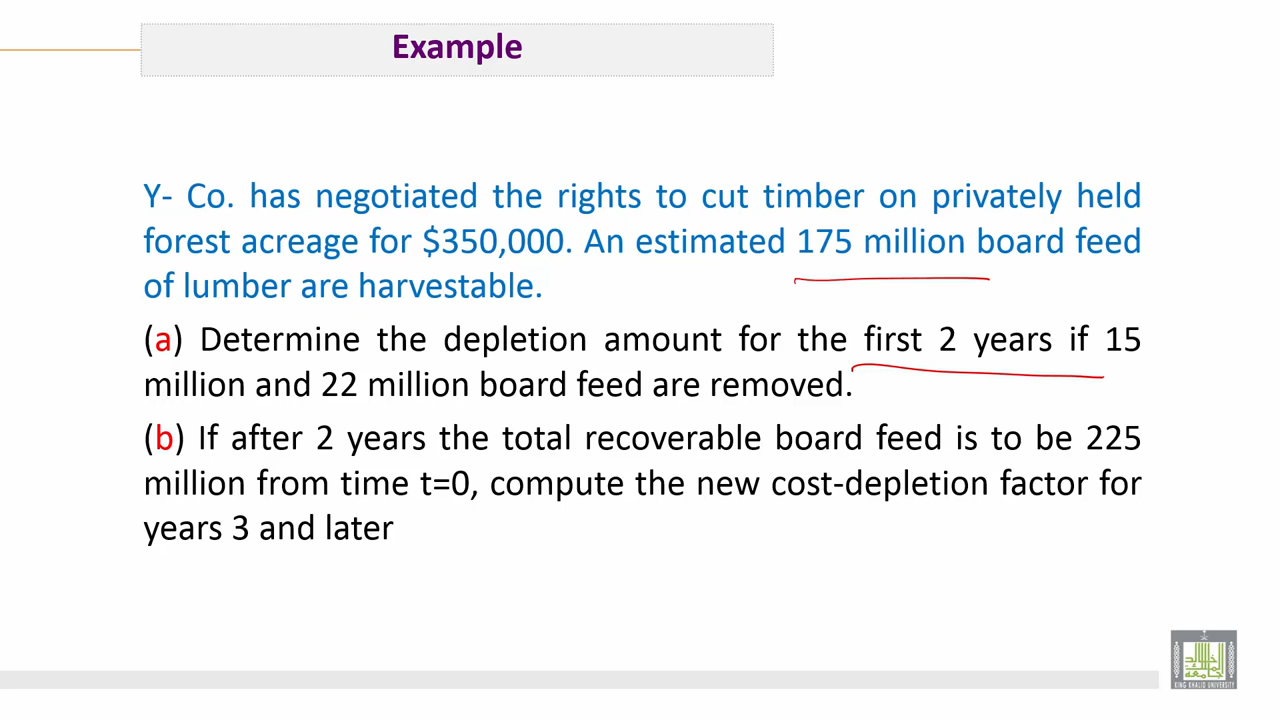 Example
Y- Co. has negotiated the rights to cut timber on privately held
forest acreage for $350,000. An estimated 175 million board feed
of lumber are harvestable.
(a) Determine the depletion amount for the first 2 years if 15
million and 22 million board feed are removed.
(b) If after 2 years the total recoverable board feed is to be 225
million from time t=0, compute the new cost-depletion factor for
years 3 and later
KING KHALID UNIVERSITY